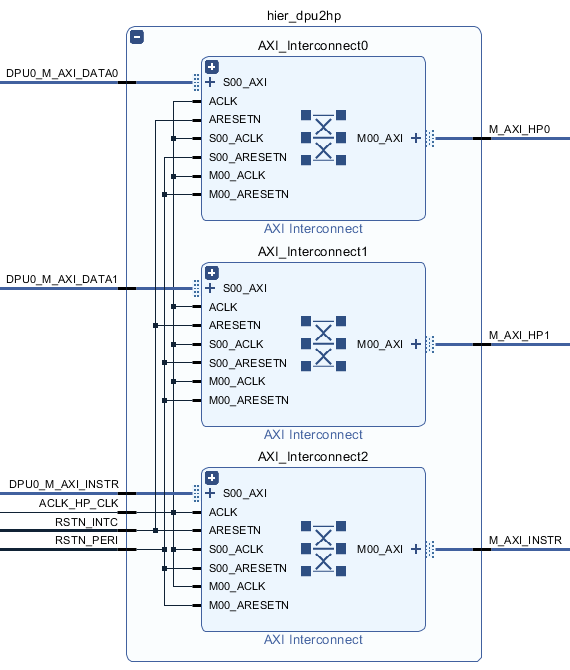 hier_dpu2hp
AXI_Interconnect0
DPU0_M_AXI_DATA0
S00_AXI
ACLK
ARESETN
S00_ACLK
M00_AXI
M_AXI_HP0
S00_ARESETN
M00_ACLK
M00_ARESETN
AXI Interconnect
AXI_Interconnect1
DPU0_M_AXI_DATA1
S00_AXI
ACLK
ARESETN
S00_ACLK
M00_AXI
M_AXI_HP1
S00_ARESETN
M00_ACLK
M00_ARESETN
AXI Interconnect
AXI_Interconnect2
DPU0_M_AXI_INSTR
S00_AXI
ACLK_HP_CLK
ACLK
RSTN_INTC
ARESETN
RSTN_PERI
S00_ACLK
M00_AXI
M_AXI_INSTR
S00_ARESETN
M00_ACLK
M00_ARESETN
AXI Interconnect